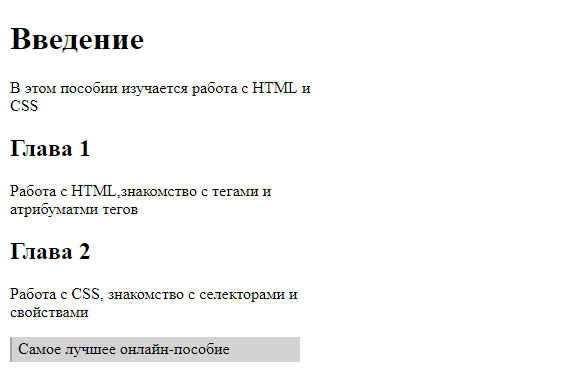 Введение
В этом пособии изучается работа с HTML и
CSS
Глава 1
Работа с HTML,знакомство с тегами и
атрибуматми тегов
Глава 2
Работа с CSS, знакомство с селекторами и
свойствами
Самое лучшее онлайн-пособие